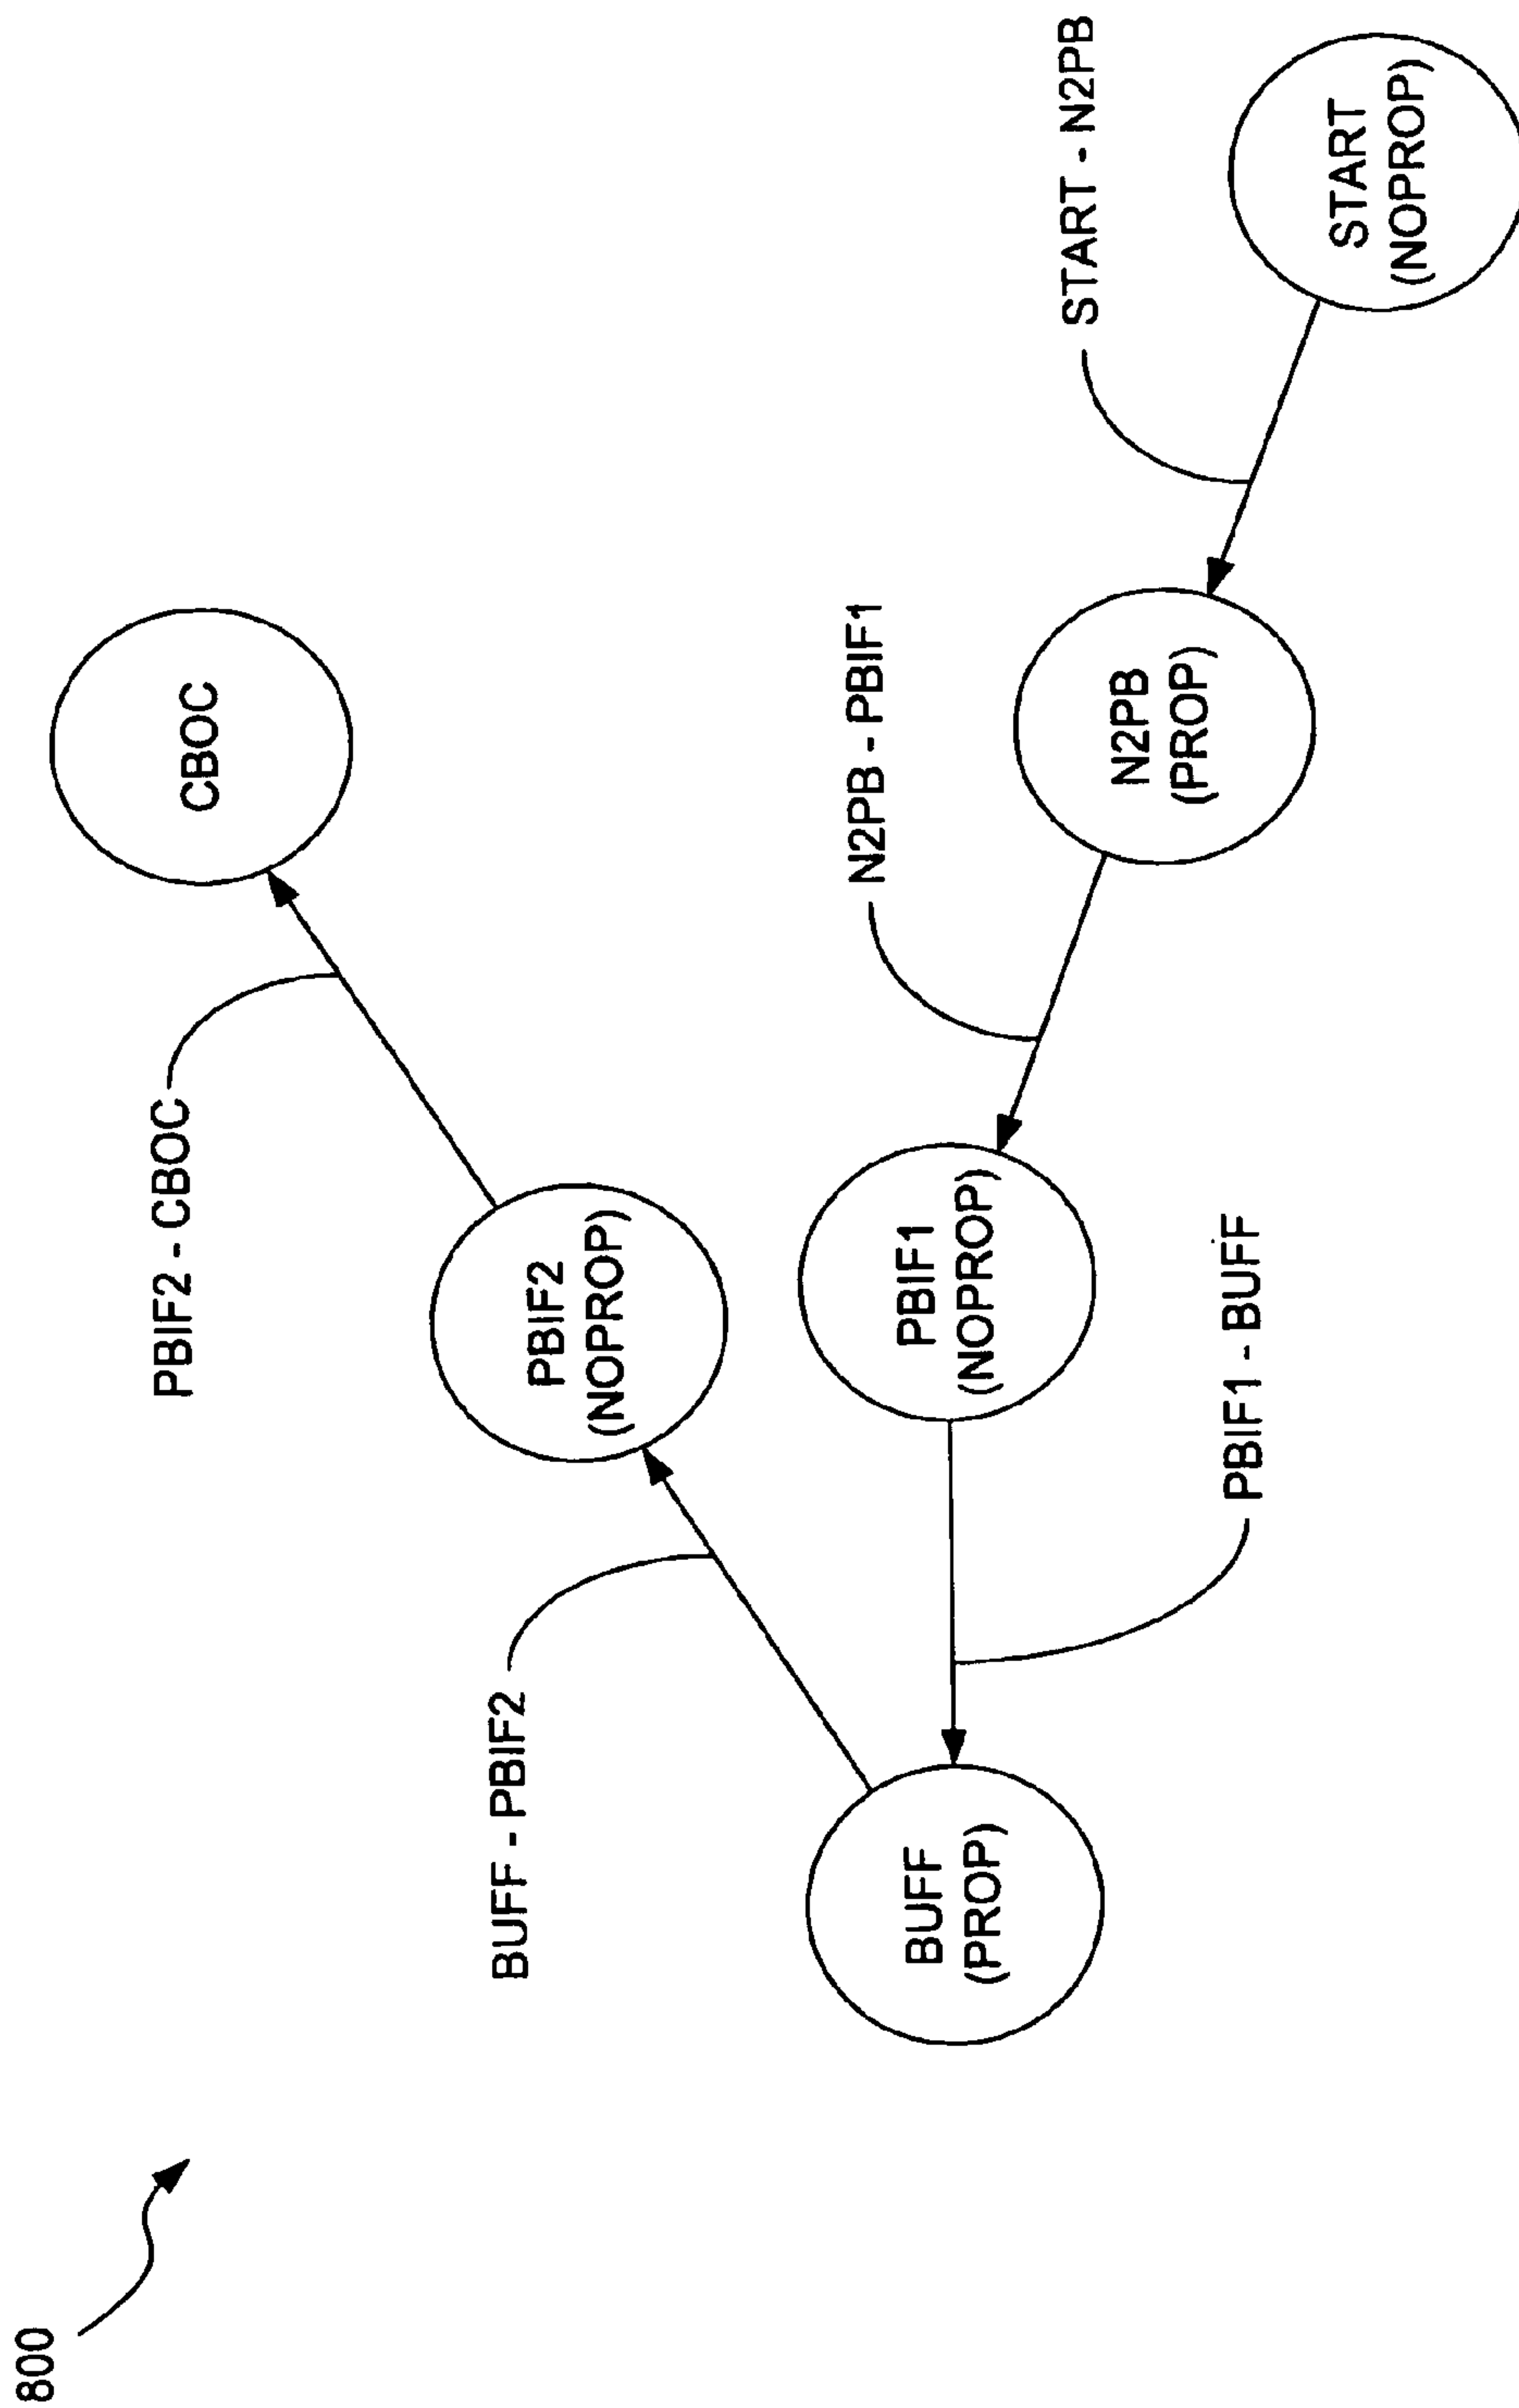 800
PBIF2 - CBOC
CBOC
BUFF - PBIF2
PBIF2
(NOPROP)
N2PB - PBIF1
BUFF
(PROP)
PBIF1
(NOPROP)
START - N2PB
N2PB
(PROP)
PBIF1 - BUFF
START
(NOPROP)